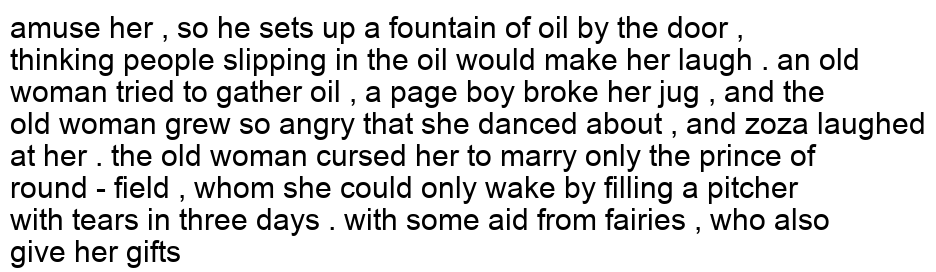 amuse her , so he sets up a fountain of oil by the door ,
thinking people slipping in the oil would make her laugh . an old
woman tried to gather oil , a page boy broke her jug , and the
old woman grew so angry that she danced about , and zoza laughed
at her . the old woman cursed her to marry only the prince of
round - field , whom she could only wake by filling a pitcher
with tears in three days . with some aid from fairies , who also
give her gifts